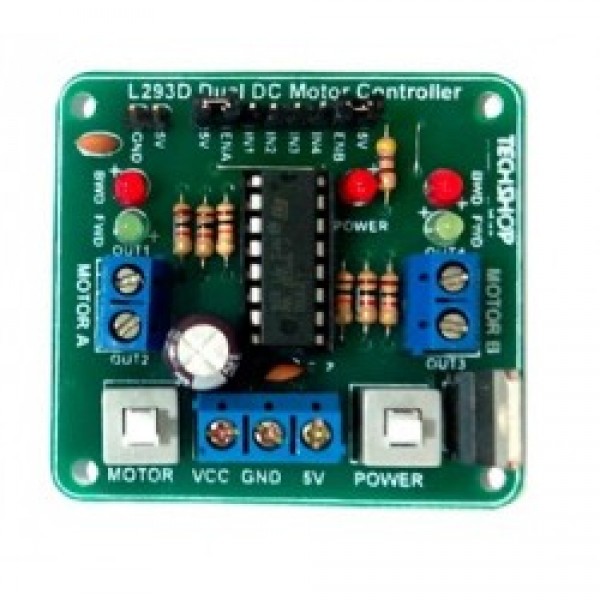 L293D Dual DC Motor Controller
GND
5V
5V
ENA
IN1
IN2
IN3
IN4
ENB
5V
TECHSHOP
BWD
FWD
POWER
BWD
FWD
OUT1
OUT4
MOTOR A
MOTOR B
OUT2
OUT3
MOTOR
VCC GND 5V
POWER